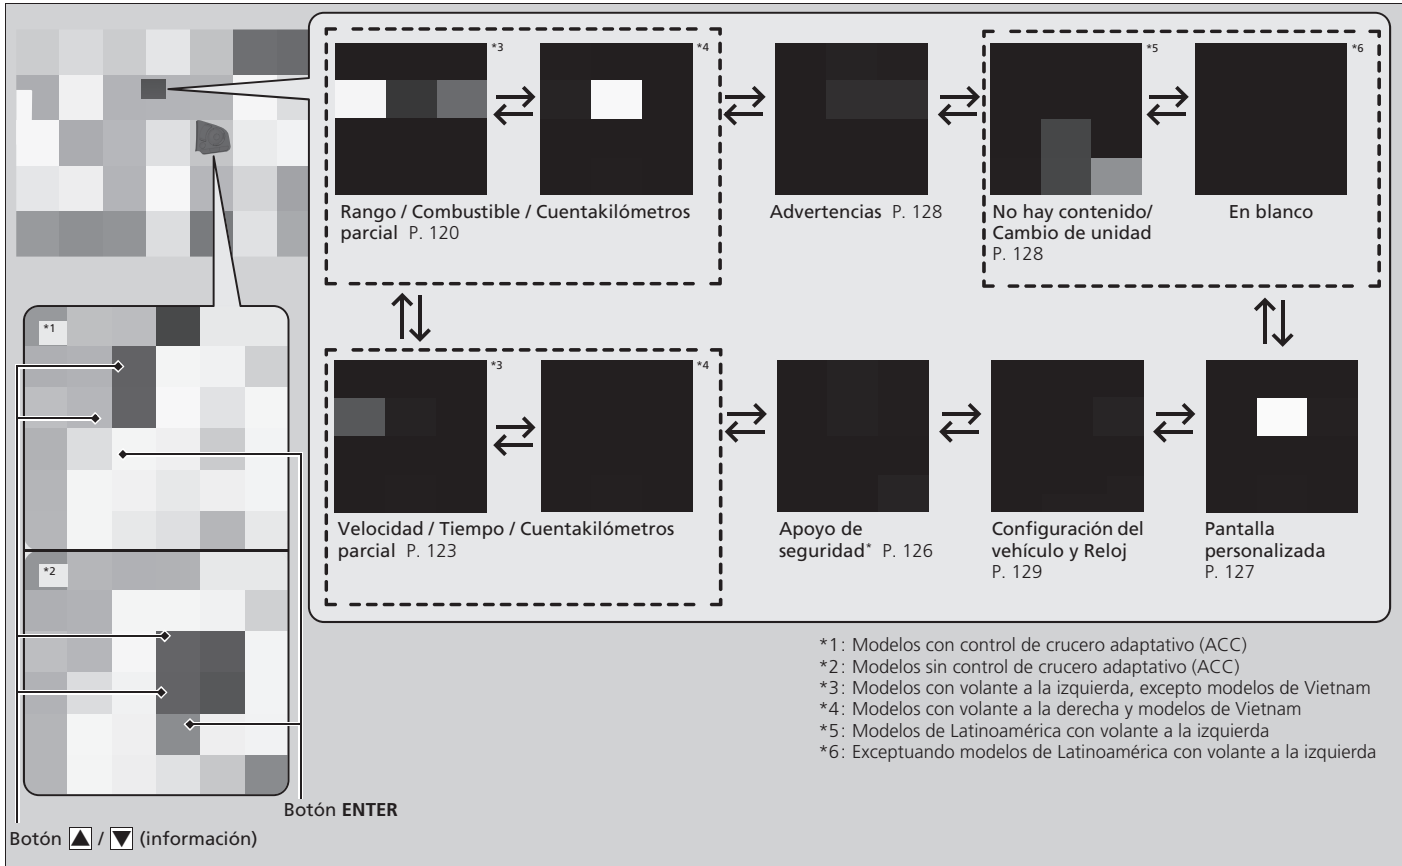 *3
*4
*5
*6
Rango / Combustible / Cuentakilómetros
parcial P. 120
Advertencias P. 128
No hay contenido/
Cambio de unidad
P. 128
En blanco
*3
*4
Velocidad / Tiempo / Cuentakilómetros
parcial P. 123
Apoyo de
seguridad* P. 126
Configuración del
vehículo y Reloj
P. 129
Pantalla
personalizada
P. 127
*1
*2
*1: Modelos con control de crucero adaptativo (ACC)
*2: Modelos sin control de crucero adaptativo (ACC)
*3: Modelos con volante a la izquierda, excepto modelos de Vietnam
*4: Modelos con volante a la derecha y modelos de Vietnam
*5: Modelos de Latinoamérica con volante a la izquierda
*6: Exceptuando modelos de Latinoamérica con volante a la izquierda
Botón ENTER
Botón ▲ / ▼ (información)